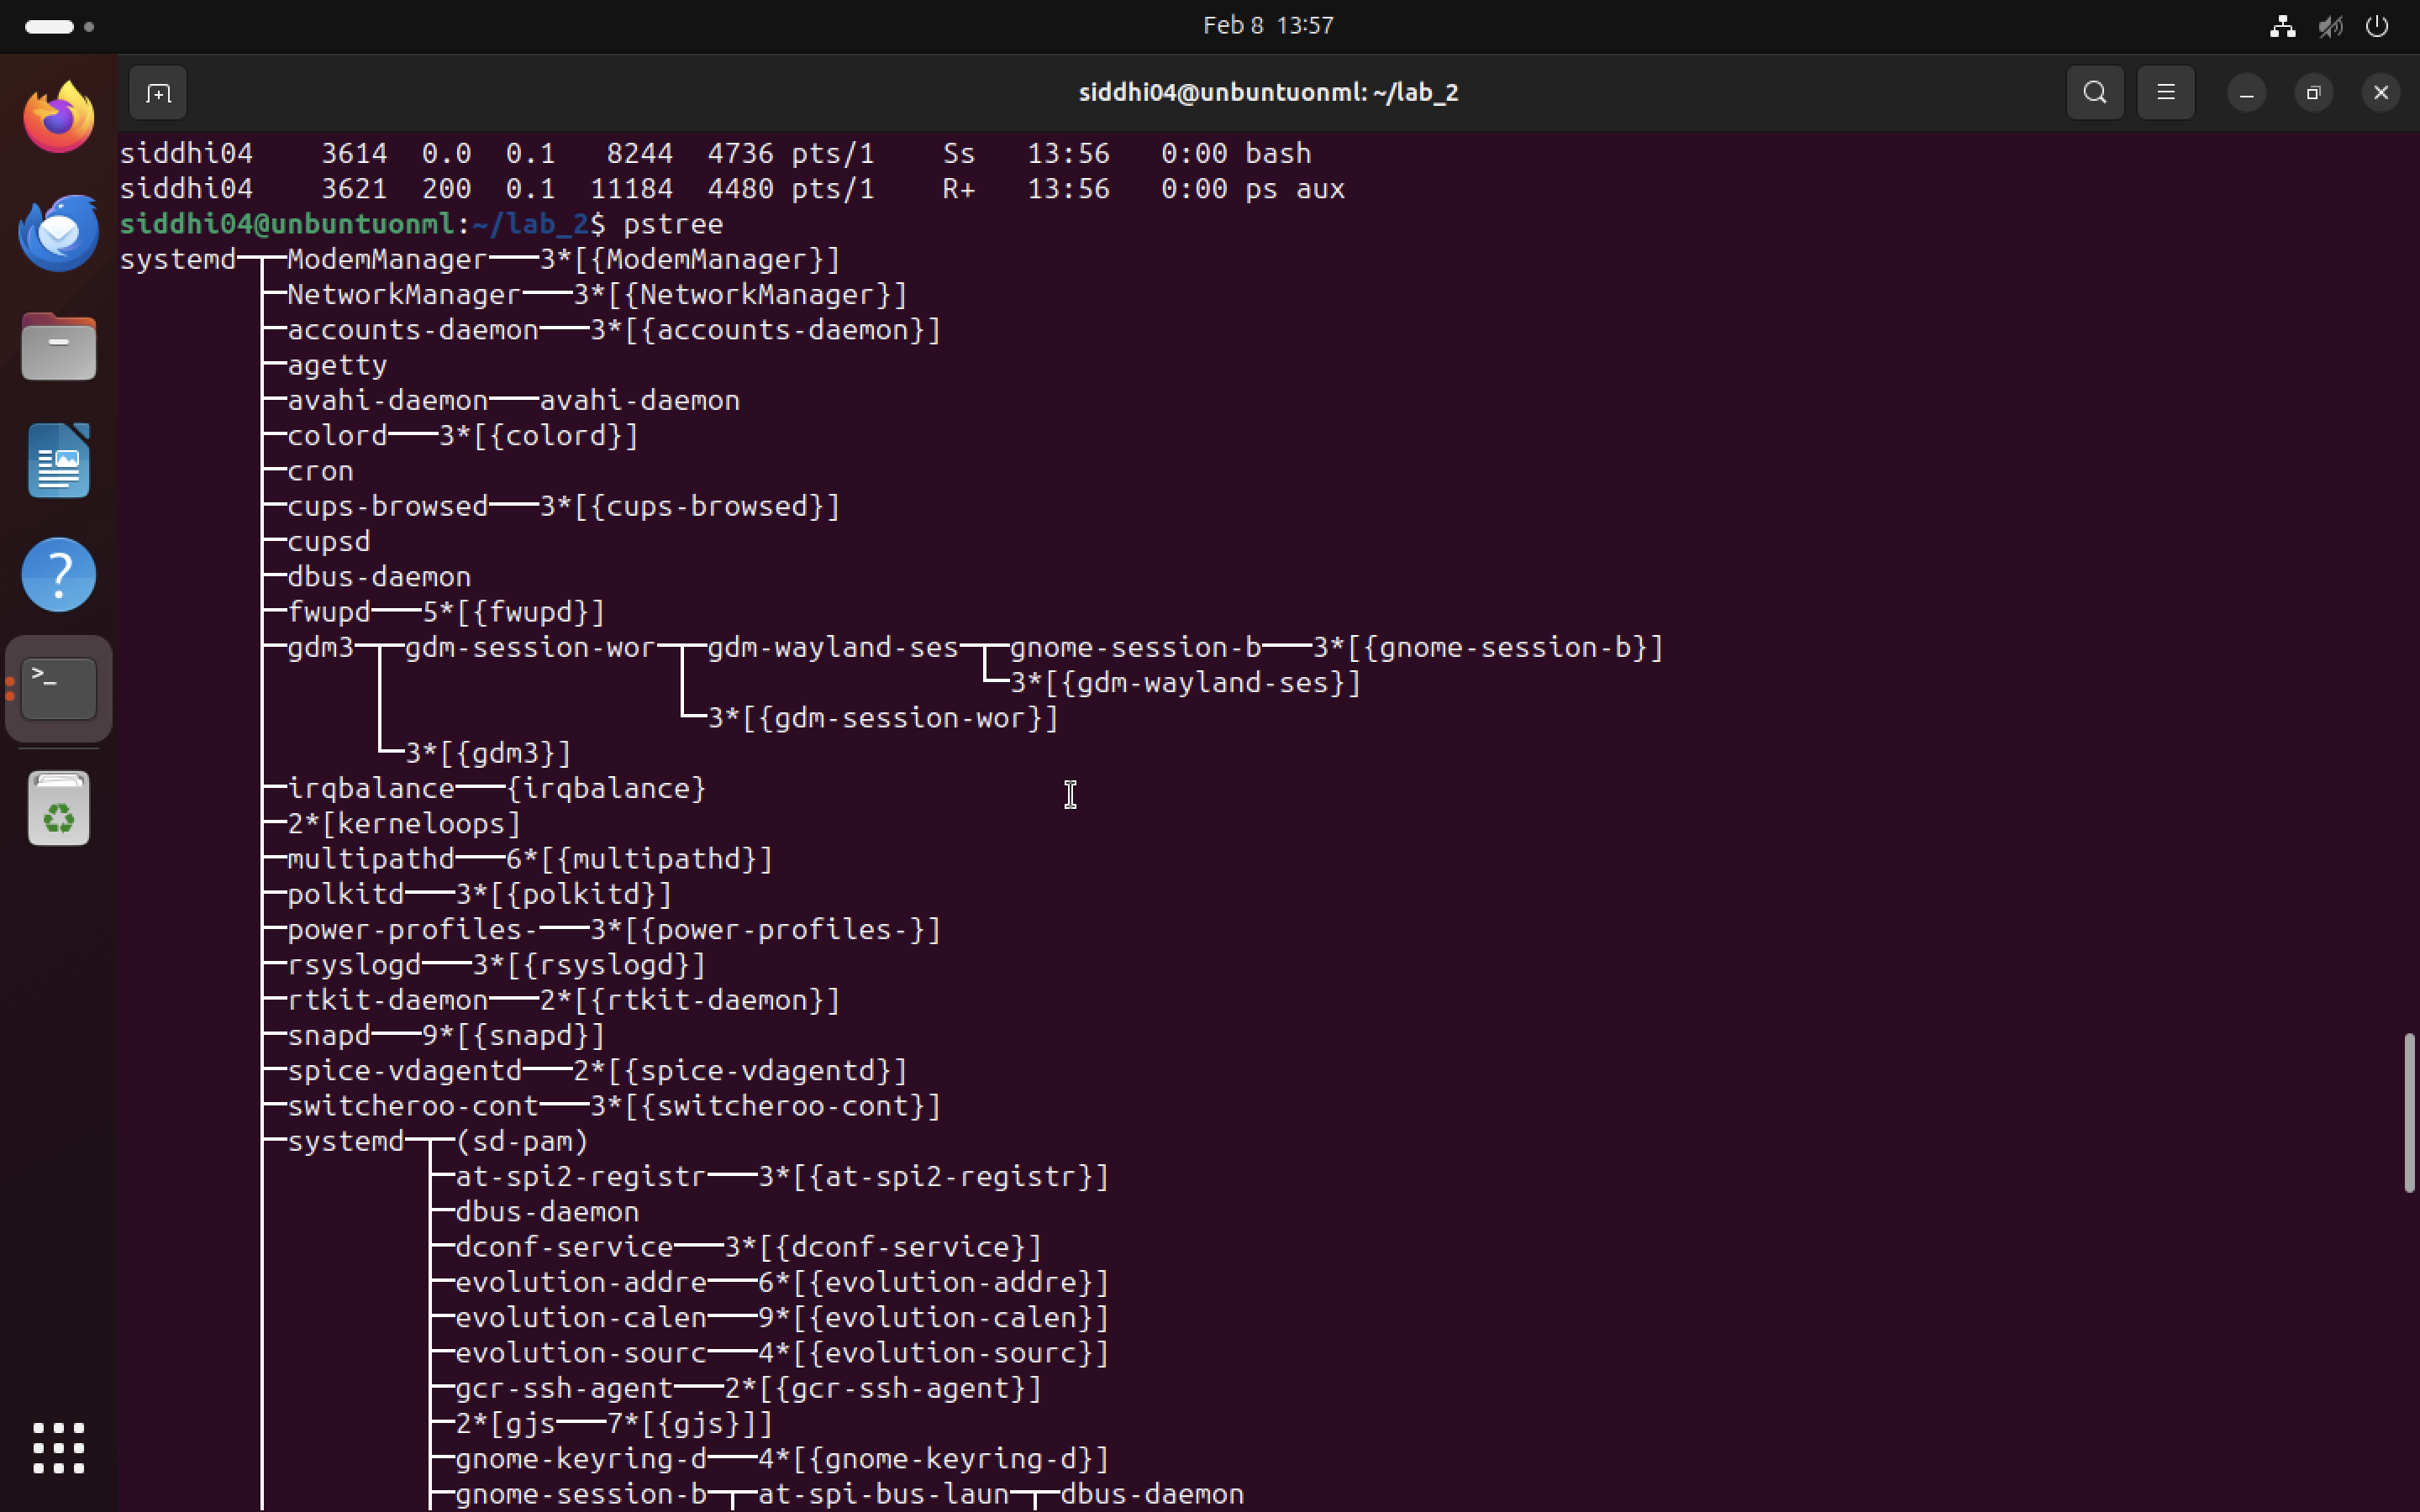 Feb 8 13:57
siddhi04@unbuntuonml: ~/lab_2
siddhi04    3614  0.0  0.1   8244  4736 pts/1    Ss   13:56   0:00 bash
siddhi04    3621  200  0.1  11184  4480 pts/1    R+   13:56   0:00 ps aux
siddhi04@unbuntuonml:~/lab_2$ pstree
systemd─┬─ModemManager───3*[{ModemManager}]
        ├─NetworkManager───3*[{NetworkManager}]
        ├─accounts-daemon───3*[{accounts-daemon}]
        ├─agetty
        ├─avahi-daemon───avahi-daemon
        ├─colord───3*[{colord}]
        ├─cron
        ├─cups-browsed───3*[{cups-browsed}]
        ├─cupsd
        ├─dbus-daemon
        ├─fwupd───5*[{fwupd}]
        ├─gdm3─┬─gdm-session-wor─┬─gdm-wayland-ses─┬─gnome-session-b───3*[{gnome-session-b}]
        │      │                 │                 └─3*[{gdm-wayland-ses}]
        │      │                 └─3*[{gdm-session-wor}]
        │      └─3*[{gdm3}]
        ├─irqbalance───{irqbalance}
        ├─2*[kerneloops]
        ├─multipathd───6*[{multipathd}]
        ├─polkitd───3*[{polkitd}]
        ├─power-profiles-───3*[{power-profiles-}]
        ├─rsyslogd───3*[{rsyslogd}]
        ├─rtkit-daemon───2*[{rtkit-daemon}]
        ├─snapd───9*[{snapd}]
        ├─spice-vdagentd───2*[{spice-vdagentd}]
        ├─switcheroo-cont───3*[{switcheroo-cont}]
        ├─systemd─┬─(sd-pam)
        │         ├─at-spi2-registr───3*[{at-spi2-registr}]
        │         ├─dbus-daemon
        │         ├─dconf-service───3*[{dconf-service}]
        │         ├─evolution-addre───6*[{evolution-addre}]
        │         ├─evolution-calen───9*[{evolution-calen}]
        │         ├─evolution-sourc───4*[{evolution-sourc}]
        │         ├─gcr-ssh-agent───2*[{gcr-ssh-agent}]
        │         ├─2*[gjs───7*[{gjs}]]
        │         ├─gnome-keyring-d───4*[{gnome-keyring-d}]
        │         ├─gnome-session-b─┬─at-spi-bus-laun─┬─dbus-daemon